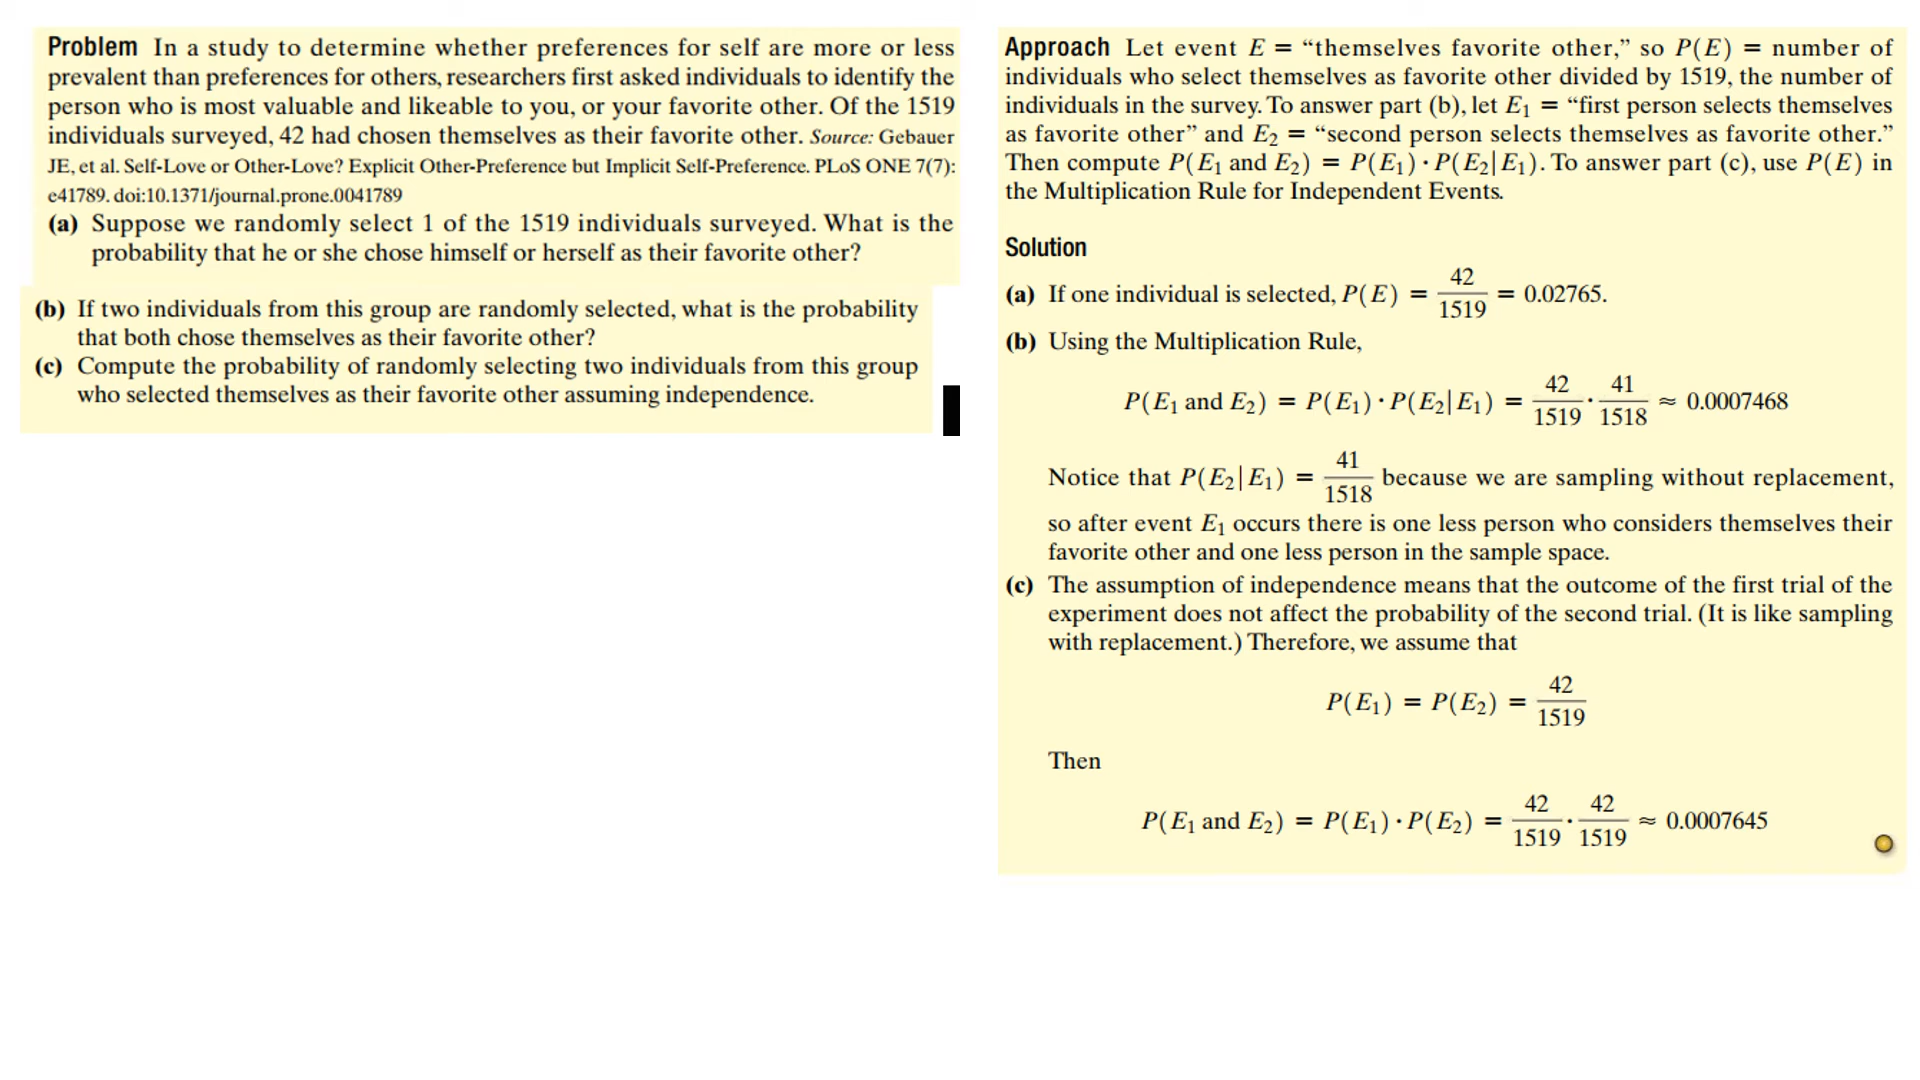 Problem In a study to determine whether preferences for self are more or less
prevalent than preferences for others, researchers first asked individuals to identify the
person who is most valuable and likeable to you, or your favorite other. Of the 1519
individuals surveyed, 42 had chosen themselves as their favorite other. Source: Gebauer
JE, et al. Self-Love or Other-Love? Explicit Other-Preference but Implicit Self-Preference. PLoS ONE 7(7):
e41789. doi:10.1371/journal.prone.0041789
(a) Suppose we randomly select 1 of the 1519 individuals surveyed. What is the
probability that he or she chose himself or herself as their favorite other?
(b) If two individuals from this group are randomly selected, what is the probability
that both chose themselves as their favorite other?
(c) Compute the probability of randomly selecting two individuals from this group
who selected themselves as their favorite other assuming independence.
Approach Let event E = “themselves favorite other,” so P(E) = number of
individuals who select themselves as favorite other divided by 1519, the number of
individuals in the survey. To answer part (b), let E₁ = “first person selects themselves
as favorite other” and E₂ = “second person selects themselves as favorite other.”
Then compute P(E₁ and E₂) = P(E₁) · P(E₂|E₁). To answer part (c), use P(E) in
the Multiplication Rule for Independent Events.
Solution
(a) If one individual is selected, P(E) = 42/1519 = 0.02765.
(b) Using the Multiplication Rule,
P(E₁ and E₂) = P(E₁) · P(E₂|E₁) = 42/1519 · 41/1518 ≈ 0.0007468
Notice that P(E₂|E₁) = 41/1518 because we are sampling without replacement,
so after event E₁ occurs there is one less person who considers themselves their
favorite other and one less person in the sample space.
(c) The assumption of independence means that the outcome of the first trial of the
experiment does not affect the probability of the second trial. (It is like sampling
with replacement.) Therefore, we assume that
P(E₁) = P(E₂) = 42/1519
Then
P(E₁ and E₂) = P(E₁) · P(E₂) = 42/1519 · 42/1519 ≈ 0.0007645